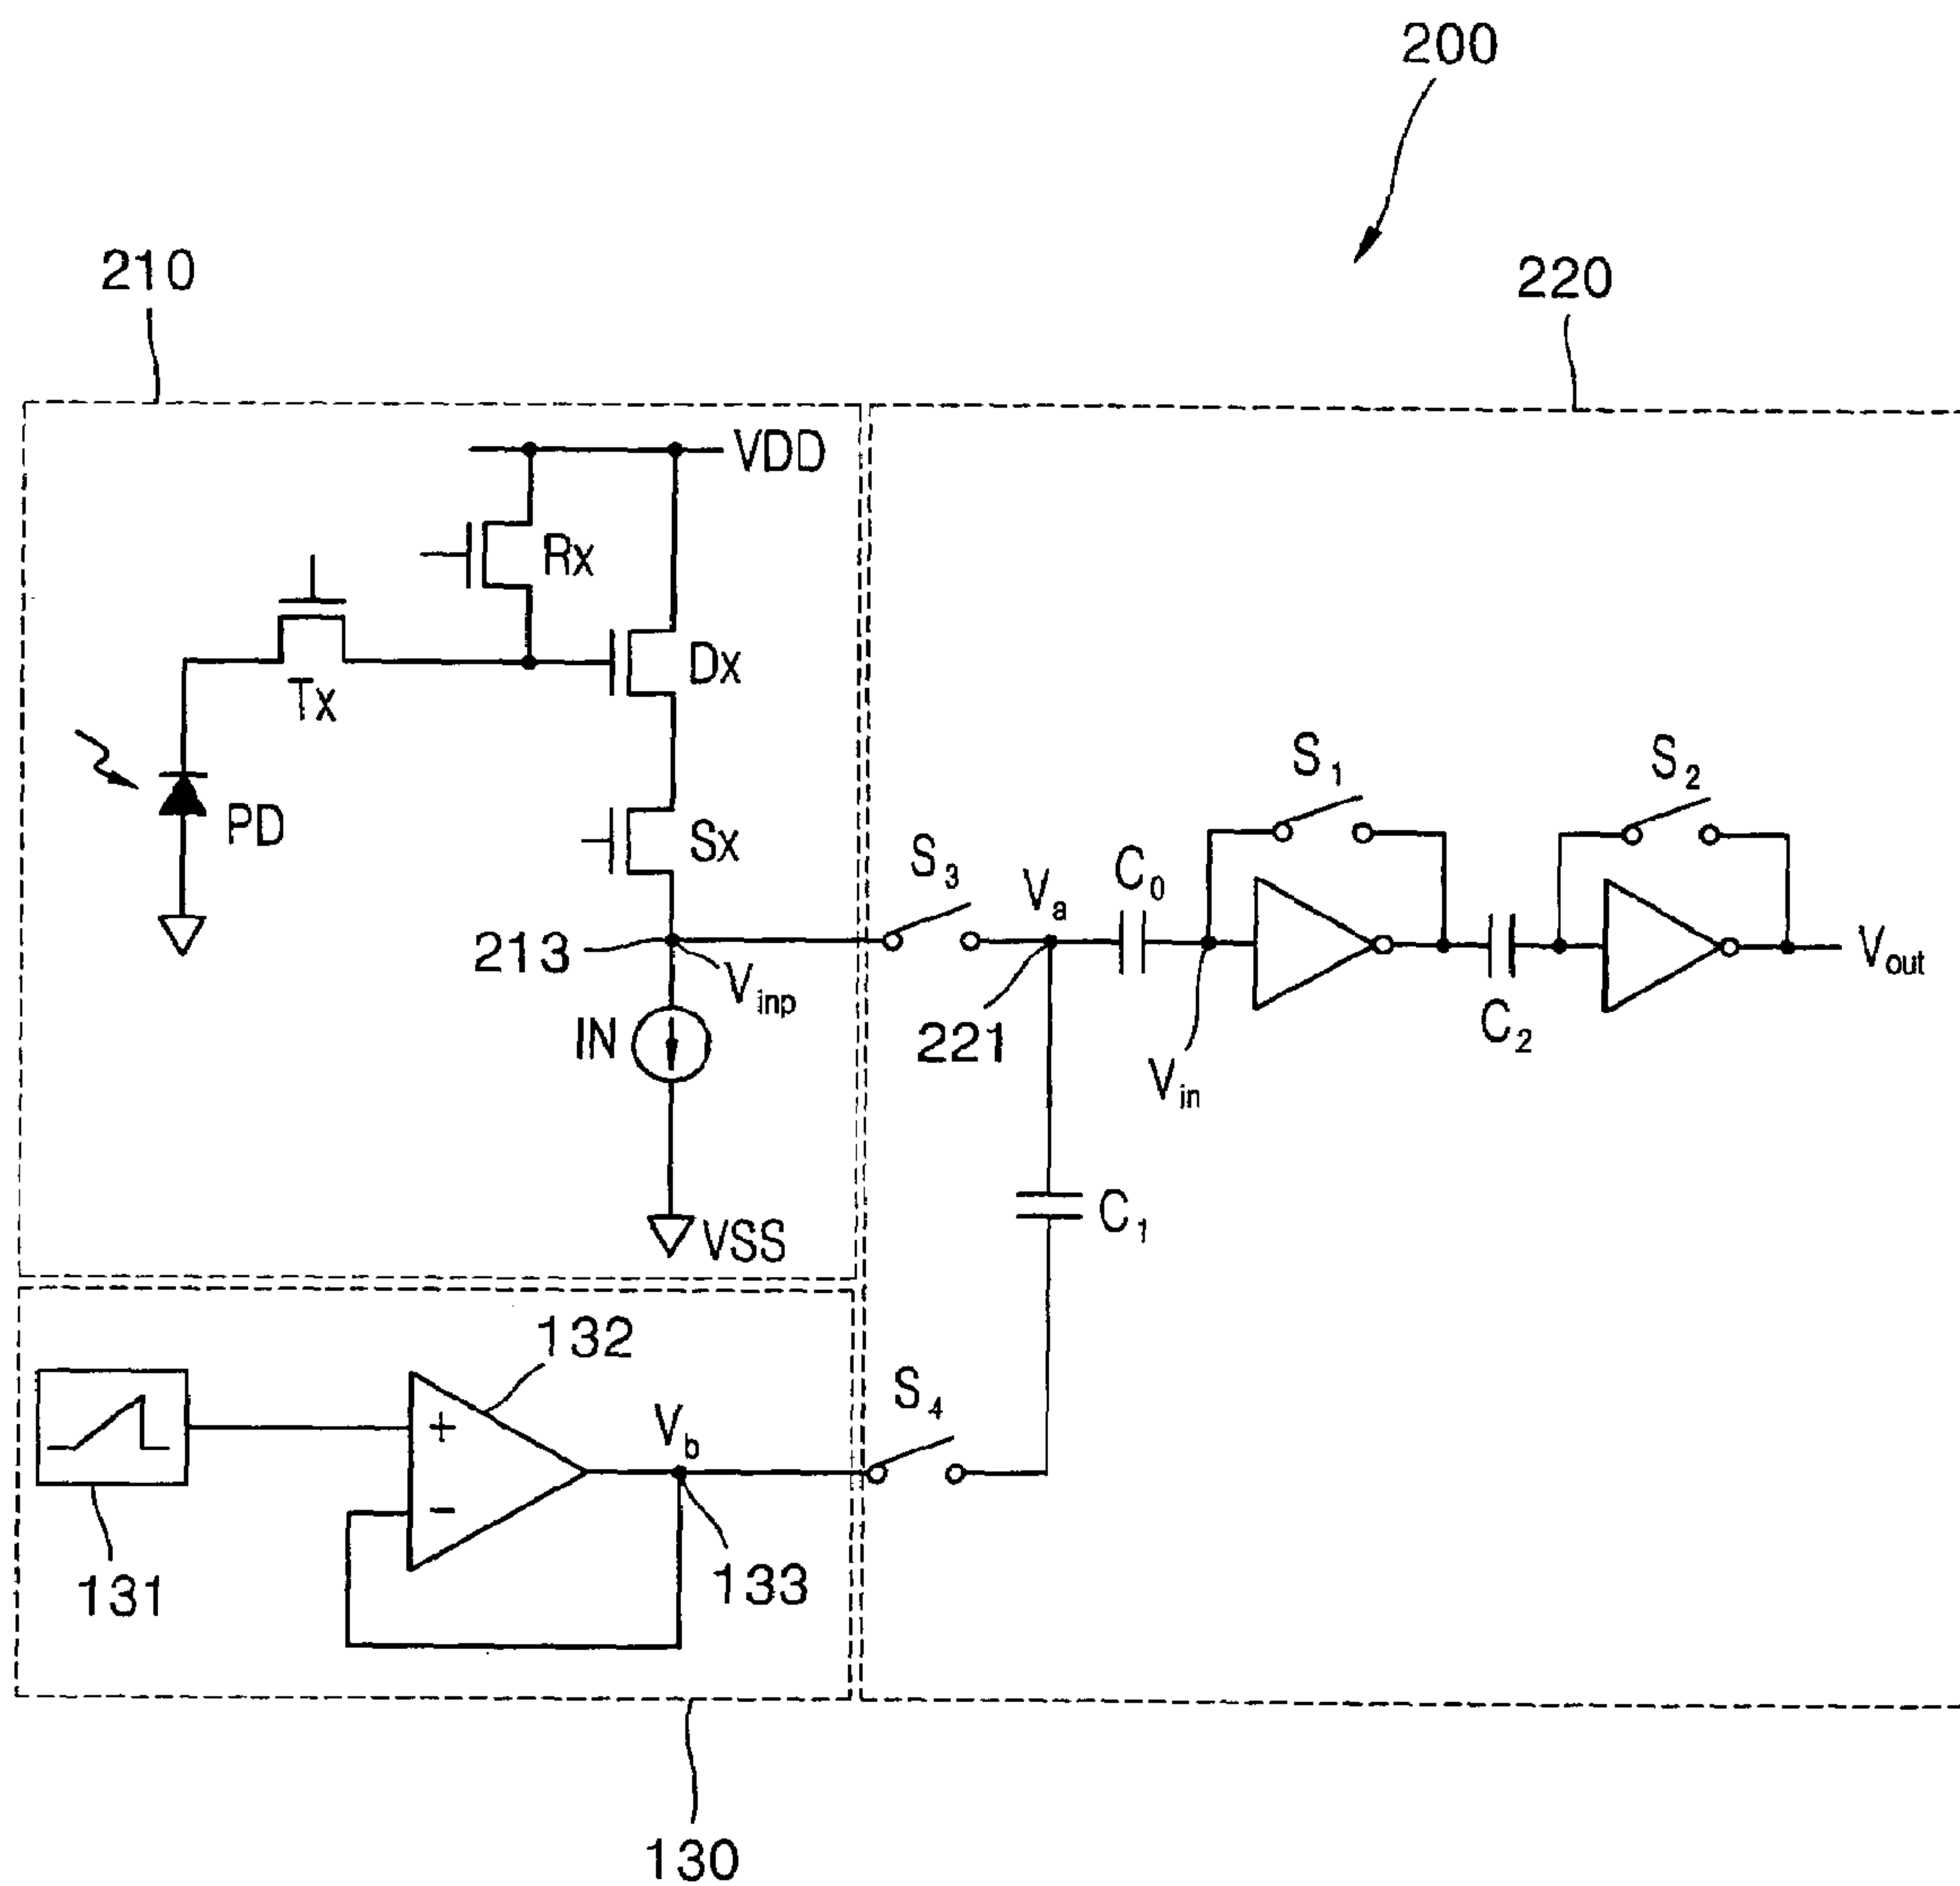 200
210
220
VDD
Rx
Tx
Dx
PD
Sx
S1
S2
S3
Va
C0
213
Vinp
Vout
IN
221
Vin
C2
C1
VSS
132
+
-
Vb
S4
131
133
130